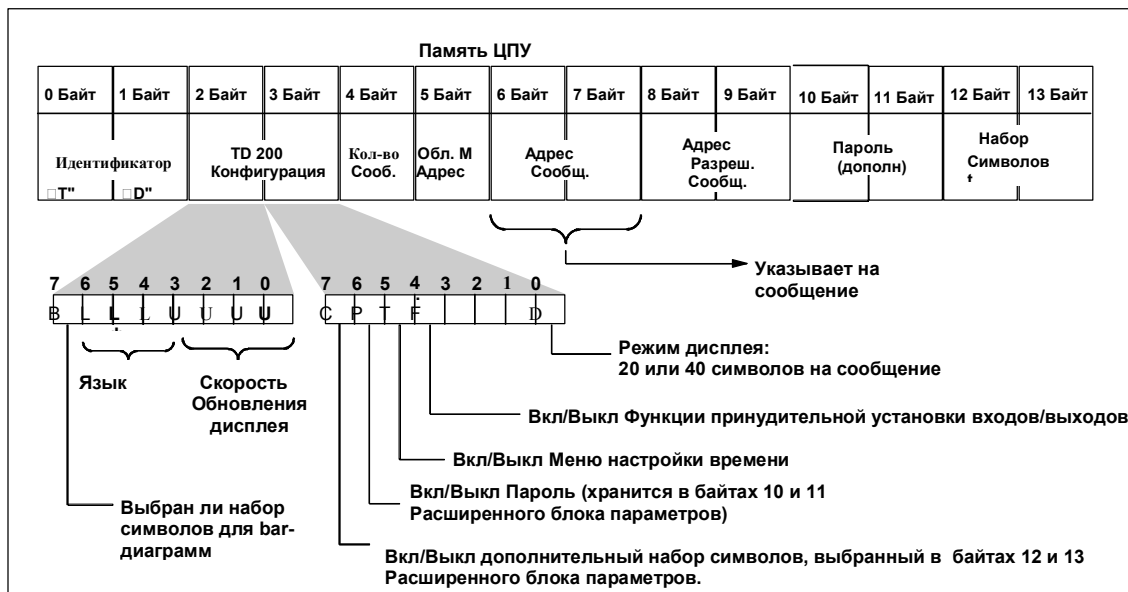 Память ЦПУ
0 Байт 1 Байт 2 Байт 3 Байт 4 Байт 5 Байт 6 Байт 7 Байт 8 Байт 9 Байт 10 Байт 11 Байт 12 Байт 13 Байт
Идентификатор
□T" □D"
TD 200
Конфигурация
Кол-во
Сооб.
Обл. М
Адрес
Адрес
Сообщ.
Адрес
Разреш.
Сообщ.
Пароль
(дополн)
Набор
Символов
Указывает на
сообщение
7 6 5 4 3 2 1 0
B L L L U U U U
7 6 5 4 3 2 1 0
C P T F D
Язык
Скорость
Обновления
дисплея
Режим дисплея:
20 или 40 символов на сообщение
Вкл/Выкл Функции принудительной установки входов/выходов
Вкл/Выкл Меню настройки времени
Вкл/Выкл Пароль (хранится в байтах 10 и 11
Расширенного блока параметров)
Выбран ли набор
символов для bar-
диаграмм
Вкл/Выкл дополнительный набор символов, выбранный в байтах 12 и 13
Расширенного блока параметров.